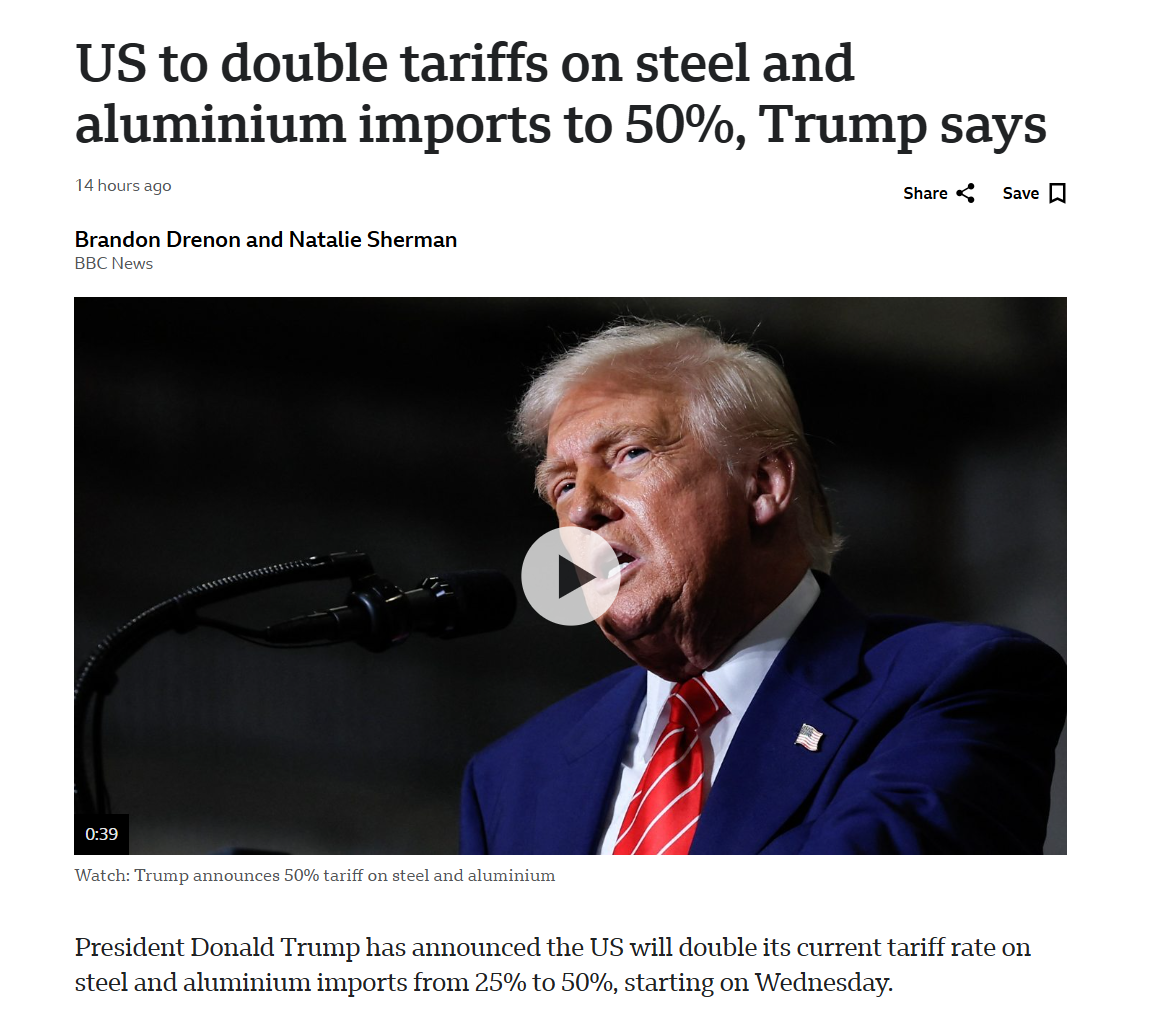 US to double tariffs on steel and
aluminium imports to 50%, Trump says
14 hours ago
Share
Save
Brandon Drenon and Natalie Sherman
BBC News
0:39
Watch: Trump announces 50% tariff on steel and aluminium
President Donald Trump has announced the US will double its current tariff rate on
steel and aluminium imports from 25% to 50%, starting on Wednesday.